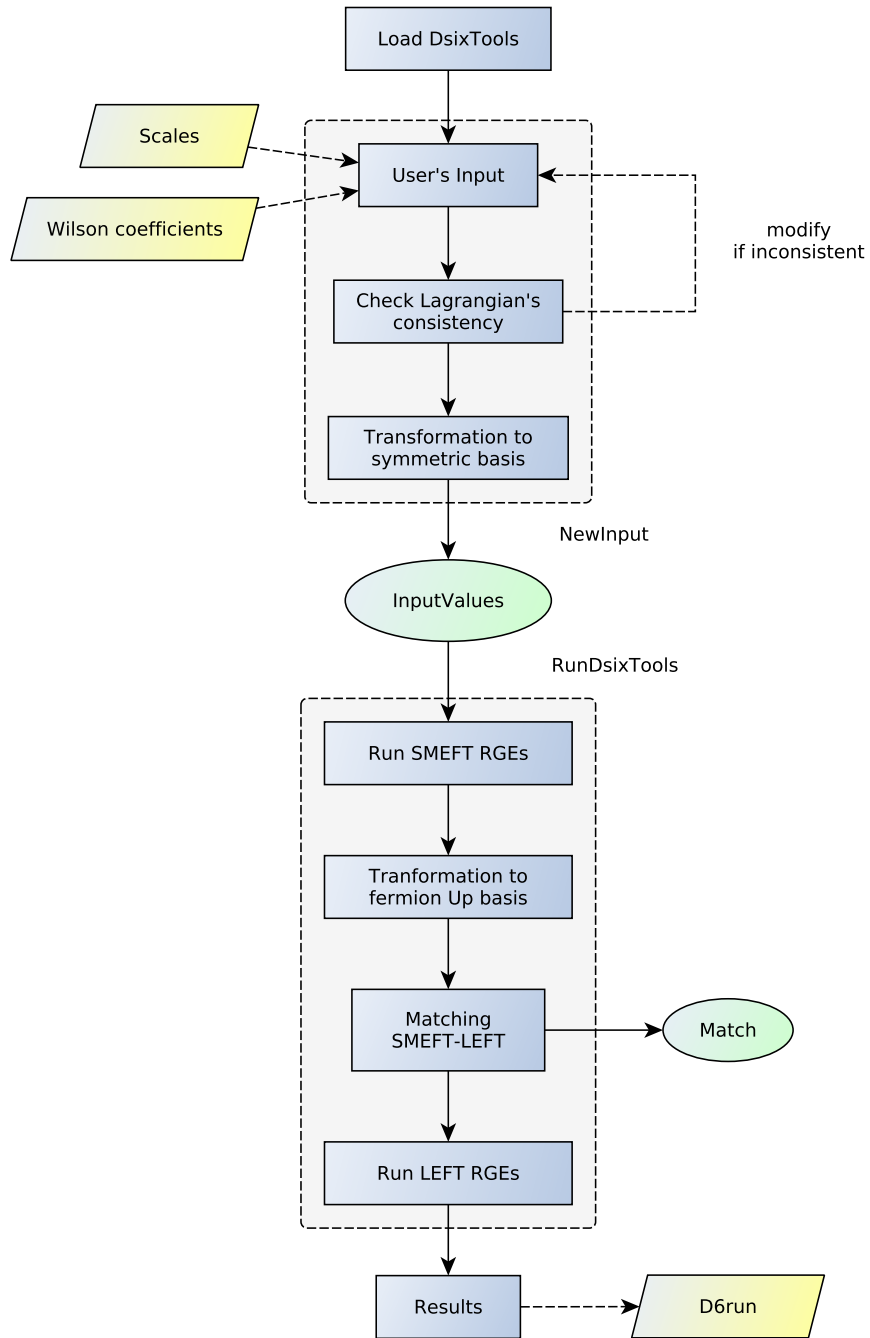 Load DsixTools
Scales
User's Input
Wilson coefficients
modify
if inconsistent
Check Lagrangian's
consistency
Transformation to
symmetric basis
NewInput
InputValues
RunDsixTools
Run SMEFT RGEs
Tranformation to
fermion Up basis
Matching
SMEFT-LEFT
Match
Run LEFT RGEs
Results
D6run